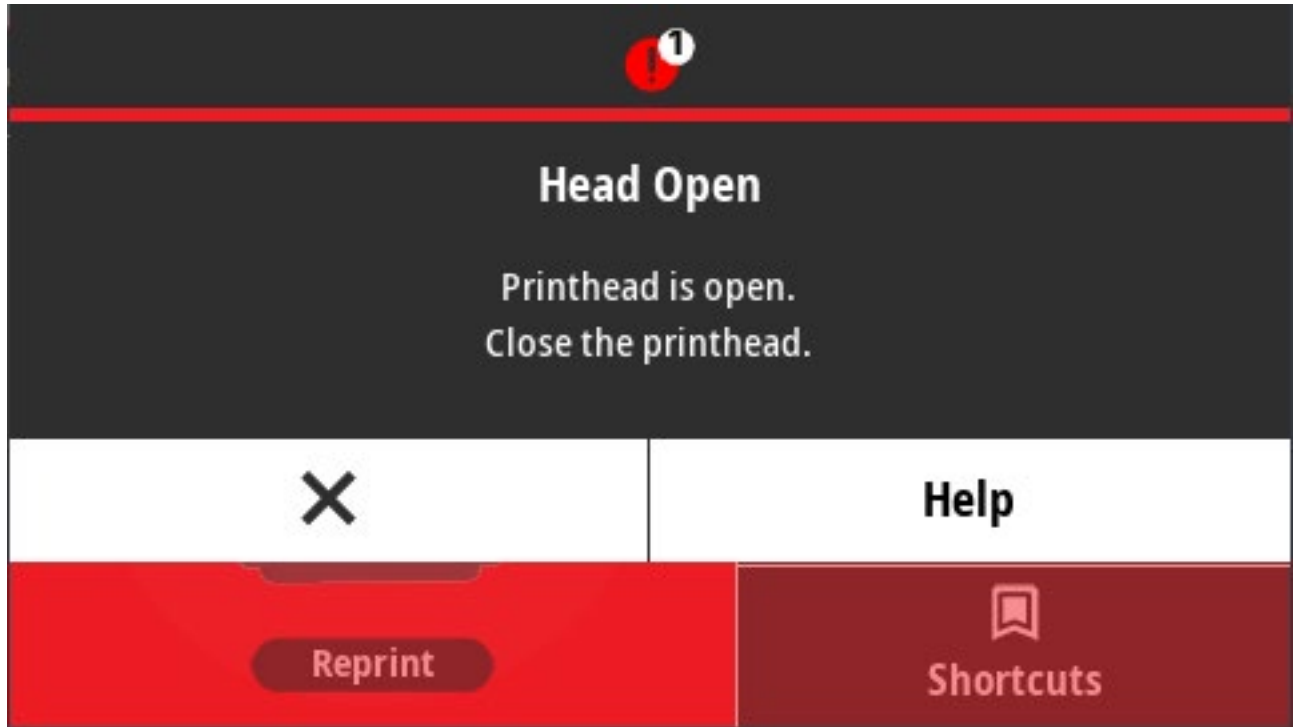 1
Head Open
Printhead is open.
Close the printhead.
Help
Reprint
Shortcuts